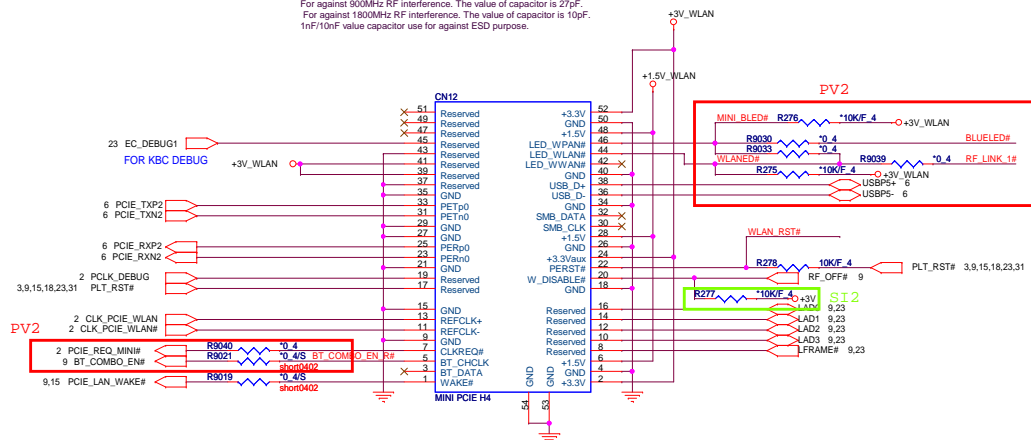 For against 900MHz RF interference. The value of capacitor is 27pF.
For against 1800MHz RF interference. The value of capacitor is 10pF.
1nF/10nF value capacitor use for against ESD purpose.
+3V_WLAN
+1.5V_WLAN
PV2
CN12
MINI_BLED# R276 *10K/F_4 +3V_WLAN
R9030 *0_4 BLUELED#
R9033 *0_4
WLANED# R9039 *0_4 RF_LINK_1#
R275 *10K/F_4 +3V_WLAN
USBP5+ 6
USBP5- 6
23 EC_DEBUG1
FOR KBC DEBUG
+3V_WLAN
6 PCIE_TXP2
6 PCIE_TXN2
6 PCIE_RXP2
6 PCIE_RXN2
2 PCLK_DEBUG
3,9,15,18,23,31 PLT_RST#
2 CLK_PCIE_WLAN
2 CLK_PCIE_WLAN#
PV2
2 PCIE_REQ_MINI# R9040 *0_4
9 BT_COMBO_EN# R9021 *0_4/S BT_COMBO_EN_R#
short0402
9,15 PCIE_LAN_WAKE# R9019 *0_4/S
short0402
51 Reserved +3.3V 52
49 Reserved GND 50
47 Reserved +1.5V 48
45 Reserved LED_WPAN# 46
43 Reserved LED_WLAN# 44
41 Reserved LED_WWAN# 42
39 Reserved GND 40
37 Reserved USB_D+ 38
35 GND USB_D- 36
33 PETp0 GND 34
31 PETn0 SMB_DATA 32
29 GND SMB_CLK 30
27 GND +1.5V 28
25 PERp0 GND 26
23 PERn0 +3.3Vaux 24
21 GND PERST# 22
19 Reserved W_DISABLE# 20
17 Reserved GND 18
15 GND Reserved 16
13 REFCLK+ Reserved 14
11 REFCLK- Reserved 12
9 GND Reserved 10
7 CLKREQ# Reserved 8
5 BT_CHCLK +1.5V 6
3 BT_DATA GND 4
1 WAKE# +3.3V 2
GND GND
54 53
MINI PCIE H4
WLAN_RST#
R278 10K/F_4 PLT_RST# 3,9,15,18,23,31
RF_OFF# 9
R277 *10K/F_4 +3V
SI2
LAD0 9,23
LAD1 9,23
LAD2 9,23
LAD3 9,23
LFRAME# 9,23